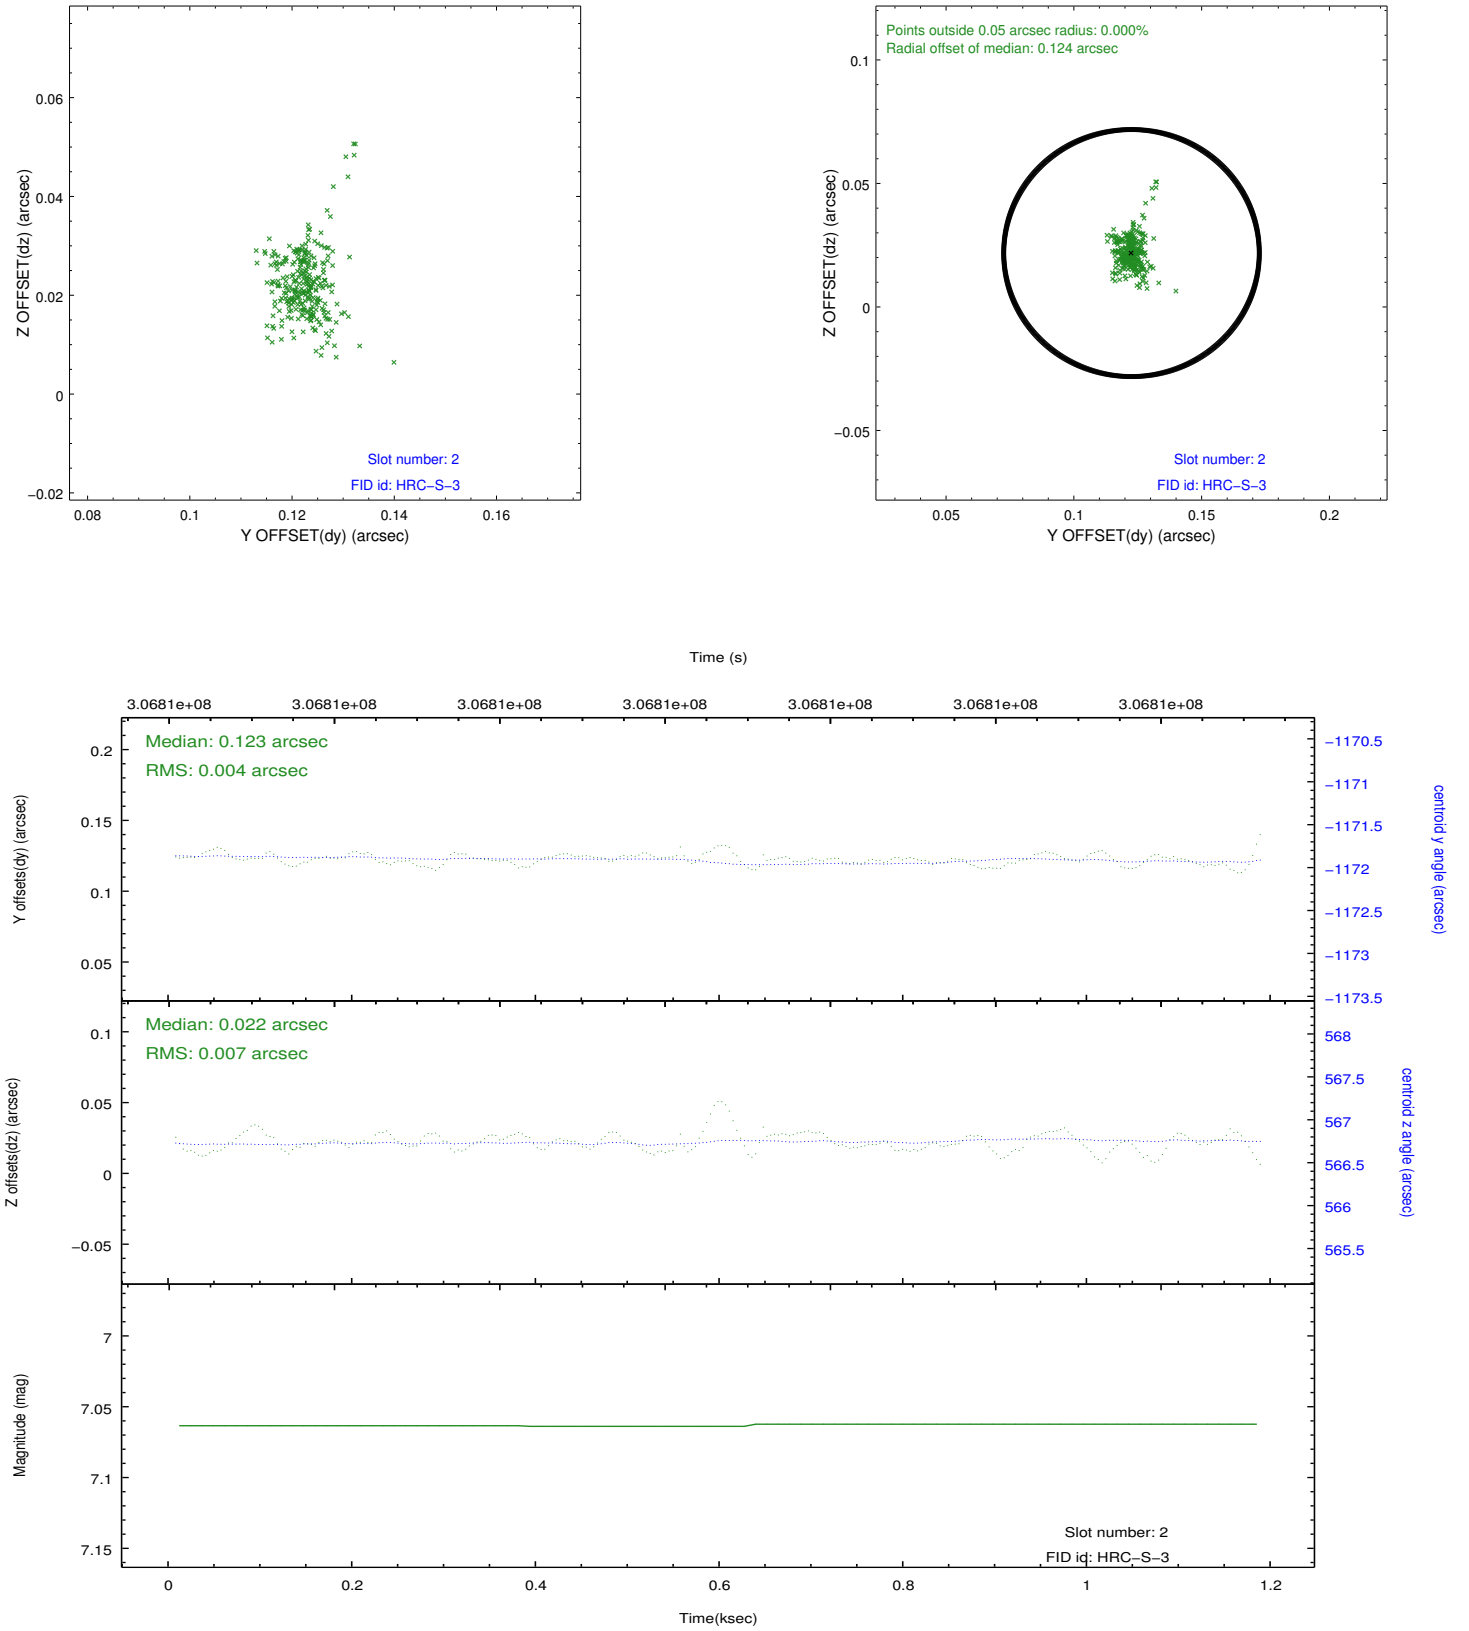 0.06
0.04
0.02
0
−0.02
Z OFFSET(dz) (arcsec)
Slot number: 2
FID id: HRC−S−3
0.08
0.1
0.12
0.14
0.16
Y OFFSET(dy) (arcsec)
Points outside 0.05 arcsec radius: 0.000%
Radial offset of median: 0.124 arcsec
0.1
0.05
0
−0.05
Z OFFSET(dz) (arcsec)
Slot number: 2
FID id: HRC−S−3
0.05
0.1
0.15
0.2
Y OFFSET(dy) (arcsec)
Time (s)
3.0681e+08
3.0681e+08
3.0681e+08
3.0681e+08
3.0681e+08
3.0681e+08
3.0681e+08
Median: 0.123 arcsec
RMS: 0.004 arcsec
0.2
0.15
0.1
0.05
Y offsets(dy) (arcsec)
−1170.5
−1171
−1171.5
−1172
−1172.5
−1173
−1173.5
centroid y angle (arcsec)
Median: 0.022 arcsec
RMS: 0.007 arcsec
0.1
0.05
0
−0.05
Z offsets(dz) (arcsec)
568
567.5
567
566.5
566
565.5
centroid z angle (arcsec)
7
7.05
7.1
7.15
Magnitude (mag)
Slot number: 2
FID id: HRC−S−3
0
0.2
0.4
0.6
0.8
1
1.2
Time(ksec)